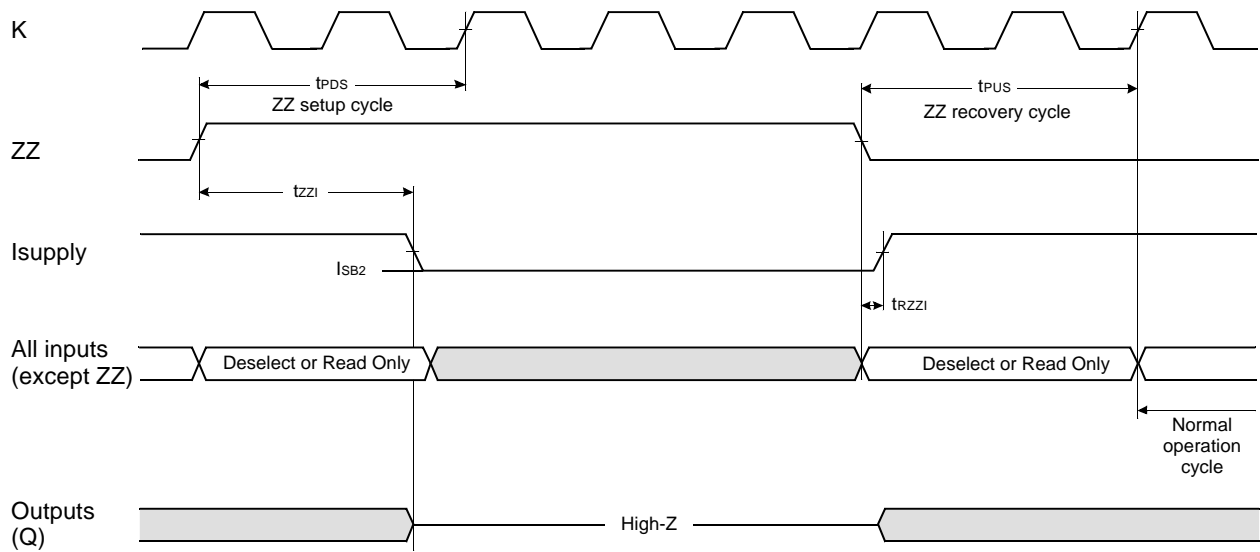 K
tPDS
ZZ setup cycle
tPUS
ZZ recovery cycle
ZZ
tZZI
Isupply
ISB2
tRZZI
All inputs
(except ZZ)
Deselect or Read Only
Deselect or Read Only
Normal
operation
cycle
Outputs
(Q)
High-Z